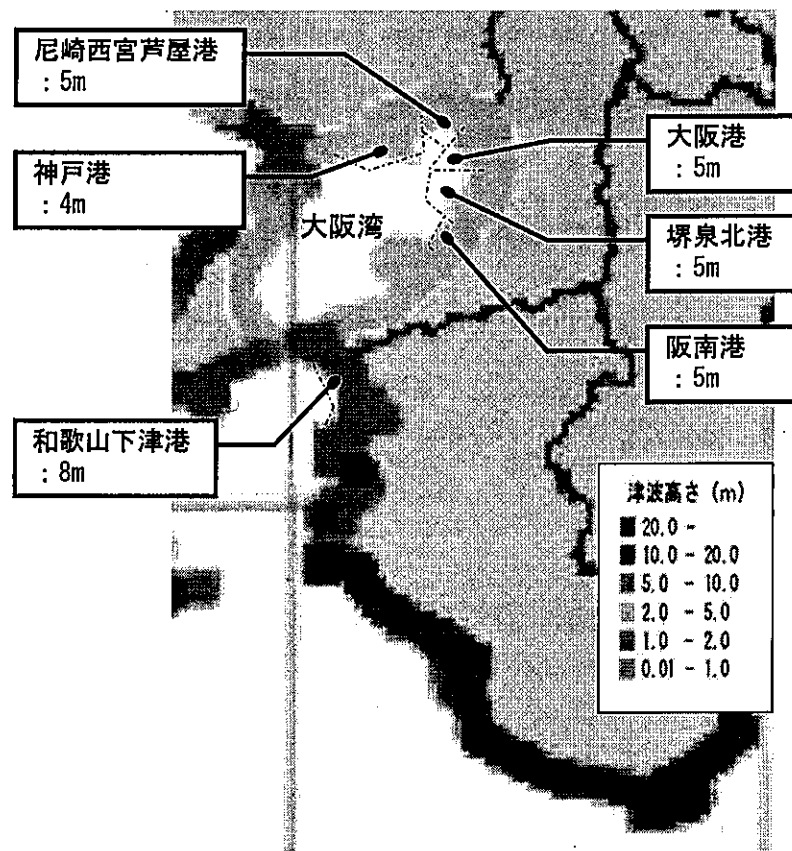 尼崎西宮芦屋港
: 5m
神戸港
: 4m
大阪港
: 5m
大阪湾
堺泉北港
: 5m
阪南港
: 5m
和歌山下津港
: 8m
津波高さ (m)
20.0 -
10.0 - 20.0
5.0 - 10.0
2.0 - 5.0
1.0 - 2.0
0.01 - 1.0